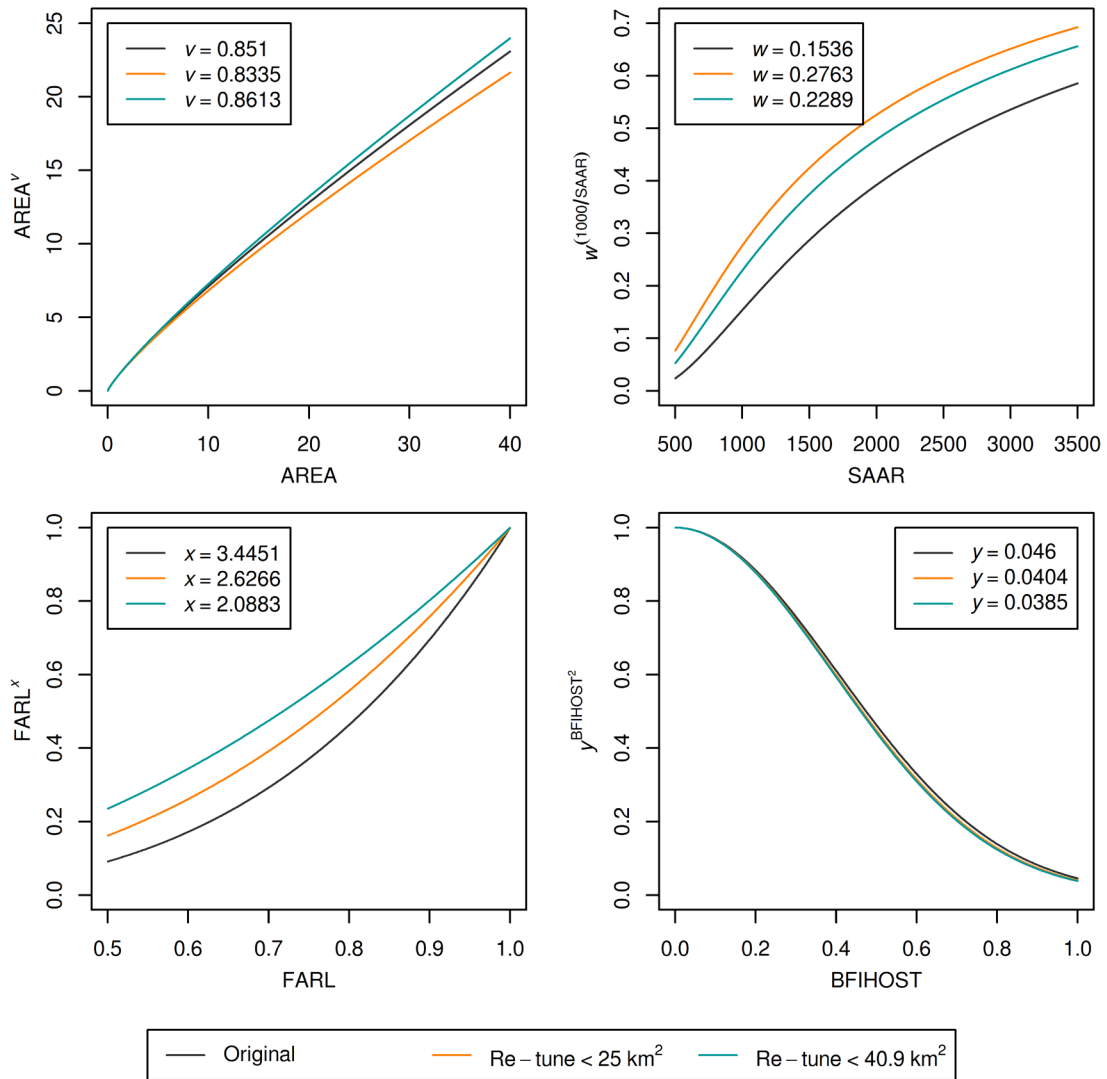 25
20
15
10
5
0
AREA^v
v = 0.851
v = 0.8335
v = 0.8613
0 10 20 30 40
AREA
0.7
0.6
0.5
0.4
0.3
0.2
0.1
0.0
w^(1000/SAAR)
w = 0.1536
w = 0.2763
w = 0.2289
500 1000 1500 2000 2500 3000 3500
SAAR
1.0
0.8
0.6
0.4
0.2
0.0
FARL^x
x = 3.4451
x = 2.6266
x = 2.0883
0.5 0.6 0.7 0.8 0.9 1.0
FARL
1.0
0.8
0.6
0.4
0.2
0.0
y^BFIHOST²
y = 0.046
y = 0.0404
y = 0.0385
0.0 0.2 0.4 0.6 0.8 1.0
BFIHOST
Original Re−tune < 25 km² Re−tune < 40.9 km²